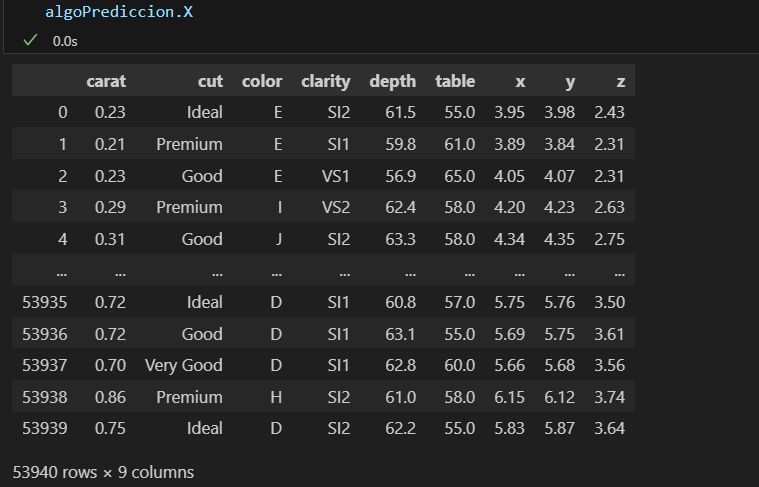 algoPrediccion.X
0.0s
carat cut color clarity depth table x y z
0 0.23 Ideal E SI2 61.5 55.0 3.95 3.98 2.43
1 0.21 Premium E SI1 59.8 61.0 3.89 3.84 2.31
2 0.23 Good E VS1 56.9 65.0 4.05 4.07 2.31
3 0.29 Premium I VS2 62.4 58.0 4.20 4.23 2.63
4 0.31 Good J SI2 63.3 58.0 4.34 4.35 2.75
... ... ... ... ... ... ... ... ... ...
53935 0.72 Ideal D SI1 60.8 57.0 5.75 5.76 3.50
53936 0.72 Good D SI1 63.1 55.0 5.69 5.75 3.61
53937 0.70 Very Good D SI1 62.8 60.0 5.66 5.68 3.56
53938 0.86 Premium H SI2 61.0 58.0 6.15 6.12 3.74
53939 0.75 Ideal D SI2 62.2 55.0 5.83 5.87 3.64
53940 rows × 9 columns